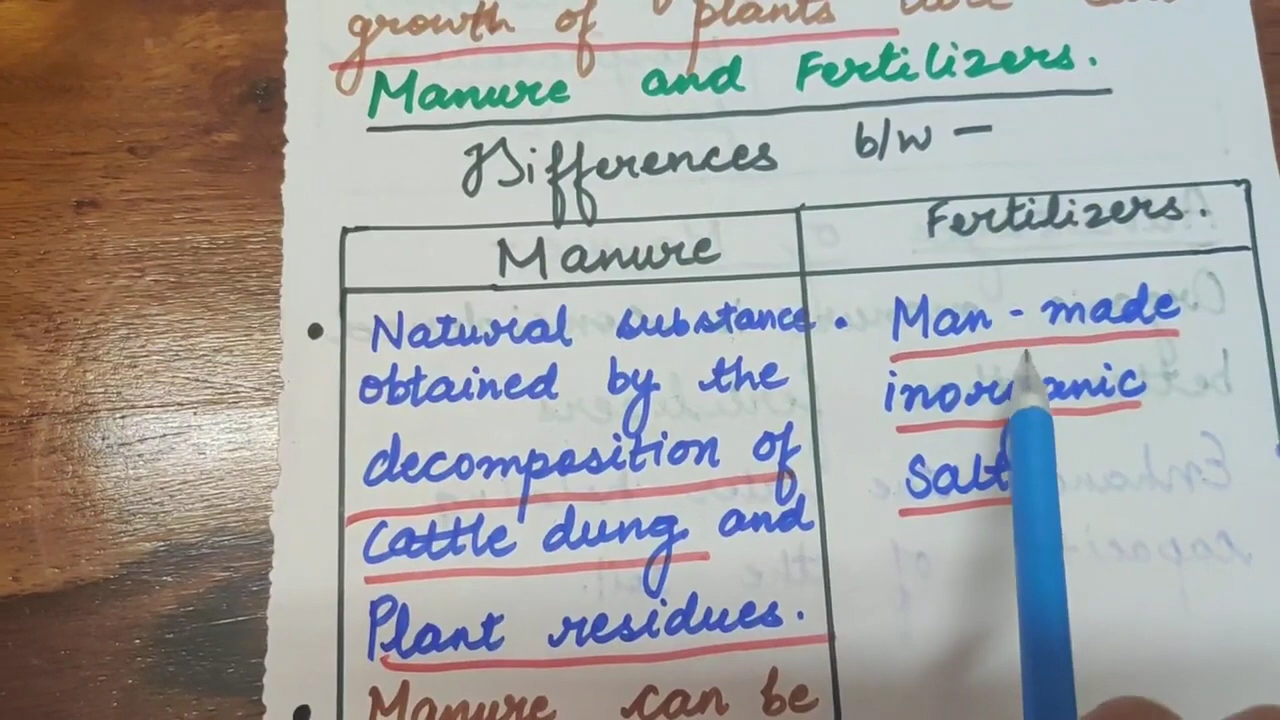 growth of plants
Manure and Fertilizers.
Differences b/w -
Manure
Fertilizers.
• Natural substance
obtained by the
decomposition of
cattle dung and
Plant residues.
• Manure can be
• Man-made
inorganic
Salt